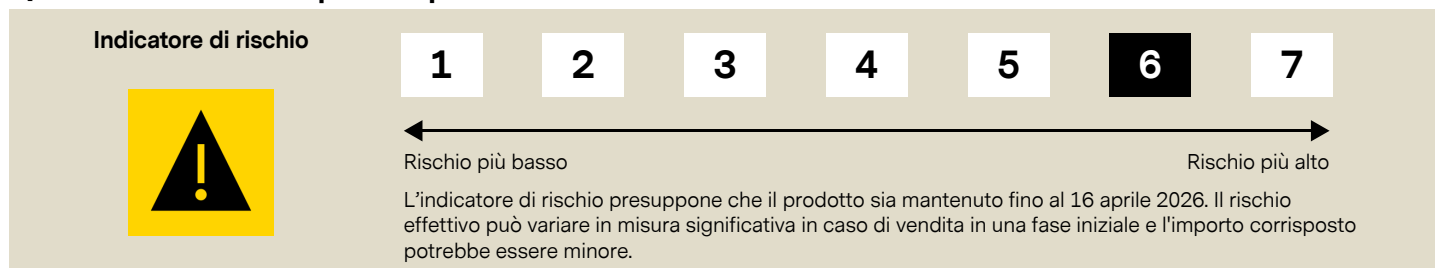 Indicatore di rischio
1 2 3 4 5 6 7
Rischio più basso Rischio più alto
L'indicatore di rischio presuppone che il prodotto sia mantenuto fino al 16 aprile 2026. Il rischio
effettivo può variare in misura significativa in caso di vendita in una fase iniziale e l'importo corrisposto
potrebbe essere minore.